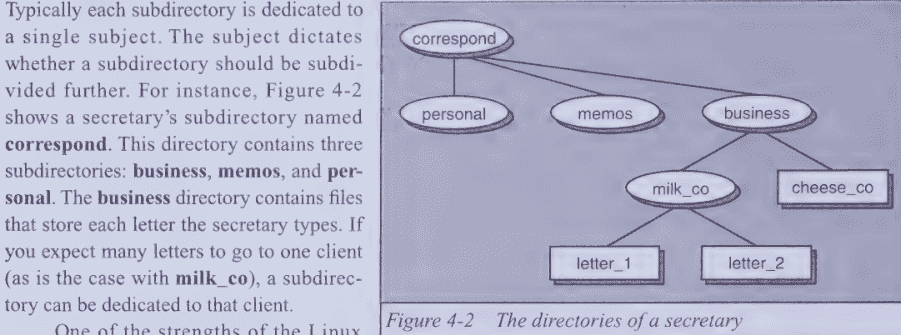 Typically each subdirectory is dedicated to
a single subject. The subject dictates
whether a subdirectory should be subdi-
vided further. For instance, Figure 4-2
shows a secretary's subdirectory named
correspond. This directory contains three
subdirectories: business, memos, and per-
sonal. The business directory contains files
that store each letter the secretary types. If
you expect many letters to go to one client
(as is the case with milk_co), a subdirec-
tory can be dedicated to that client.
One of the strengths of the Linux
correspond
personal memos business
milk_co cheese_co
letter_1 letter_2
Figure 4-2 The directories of a secretary